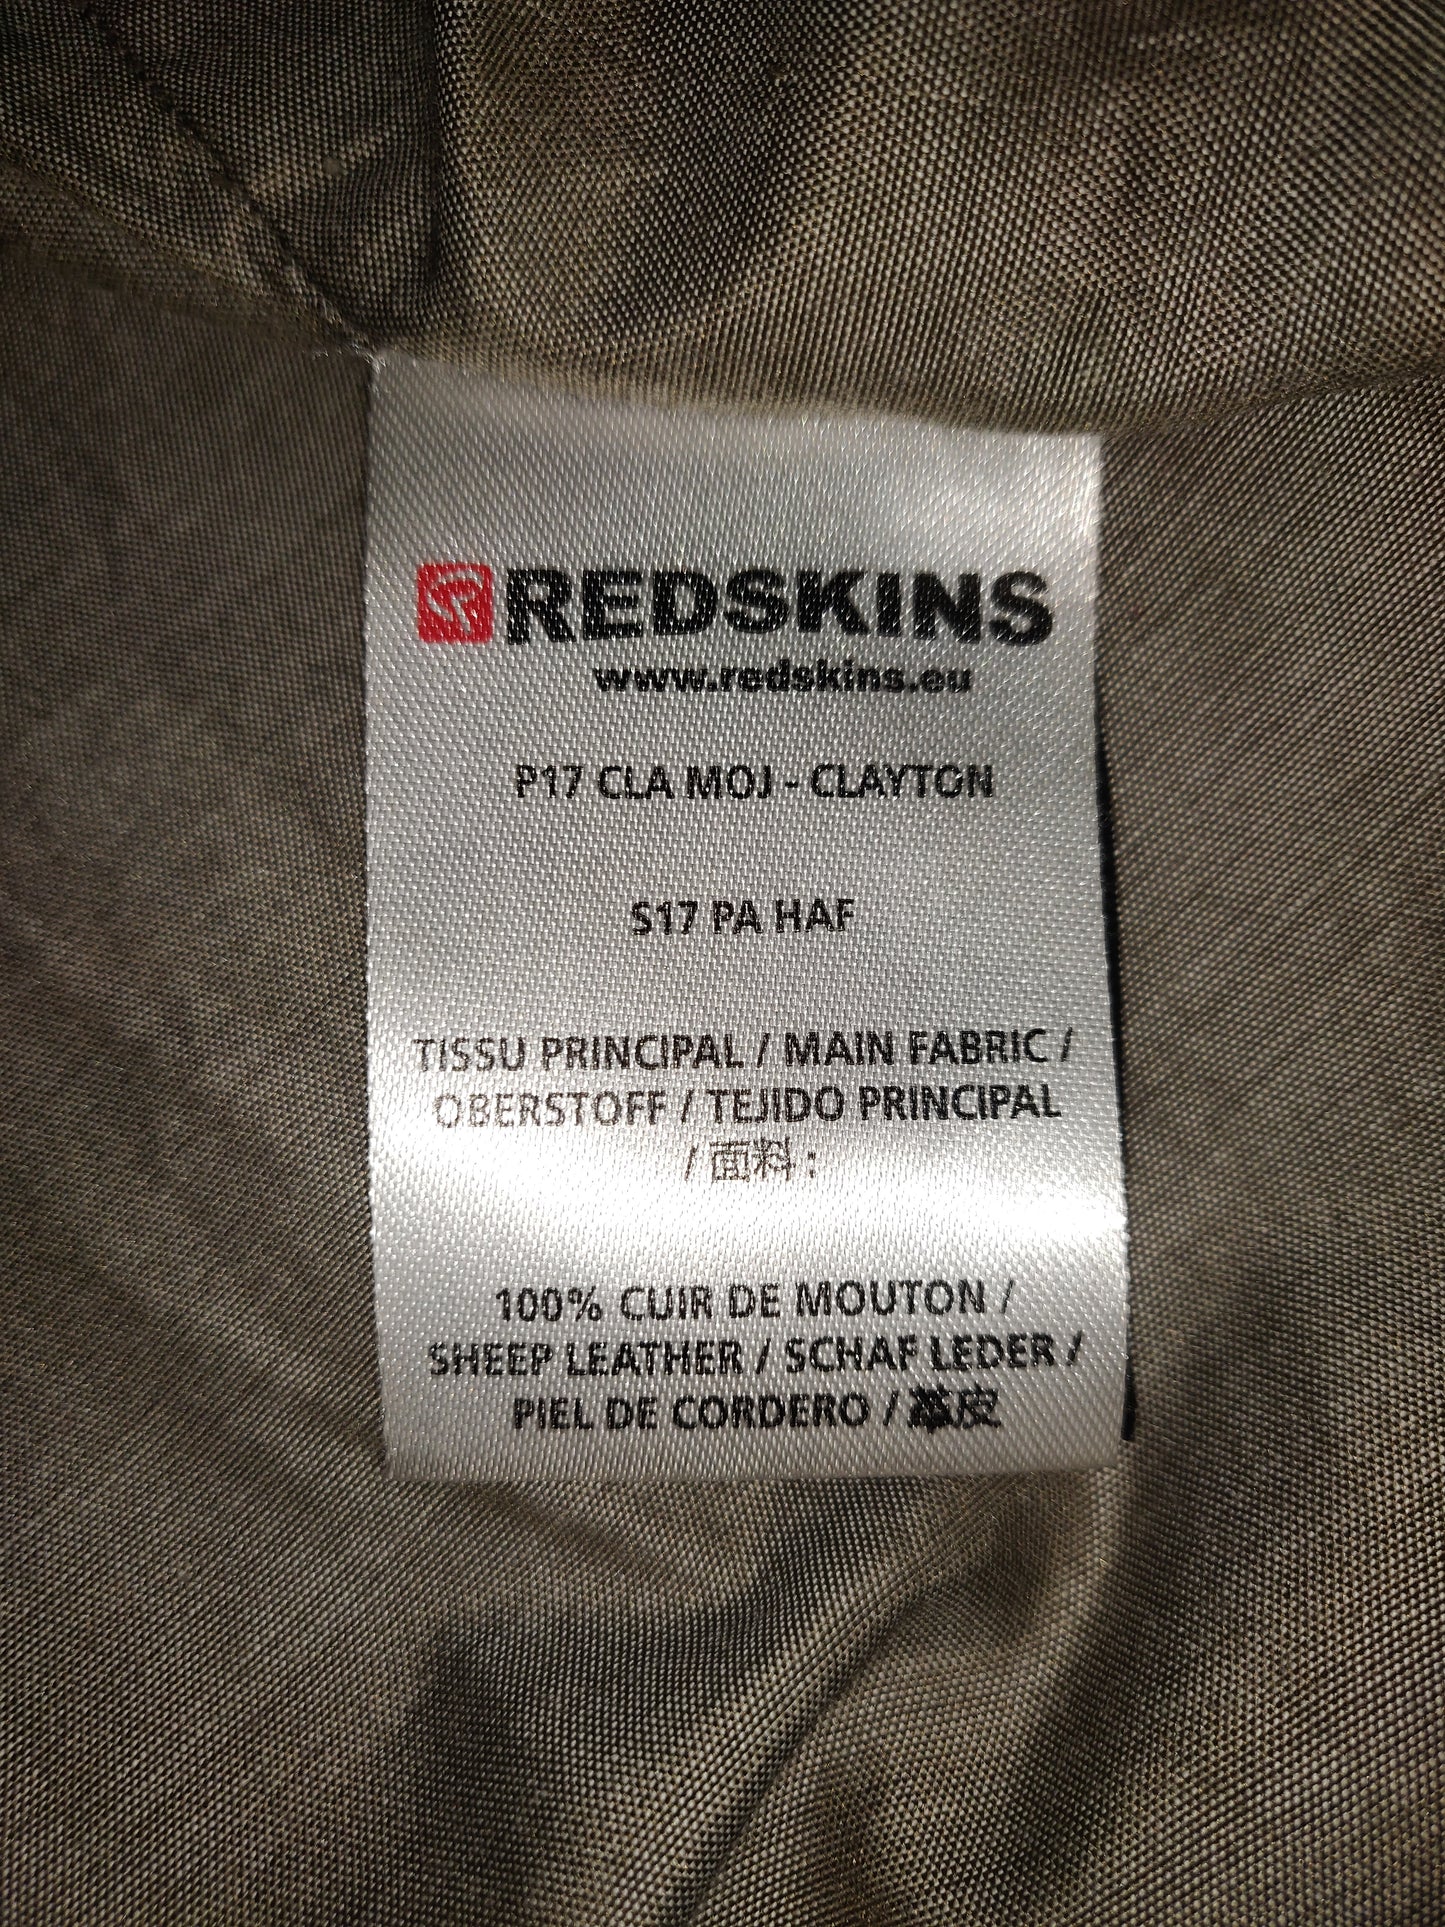 REDSKINS
www.redskins.eu
P17 CLA MOJ - CLAYTON
S17 PA HAF
TISSU PRINCIPAL / MAIN FABRIC /
OBERSTOFF / TEJIDO PRINCIPAL
/ 面料 :
100% CUIR DE MOUTON /
SHEEP LEATHER / SCHAF LEDER /
PIEL DE CORDERO / 革皮